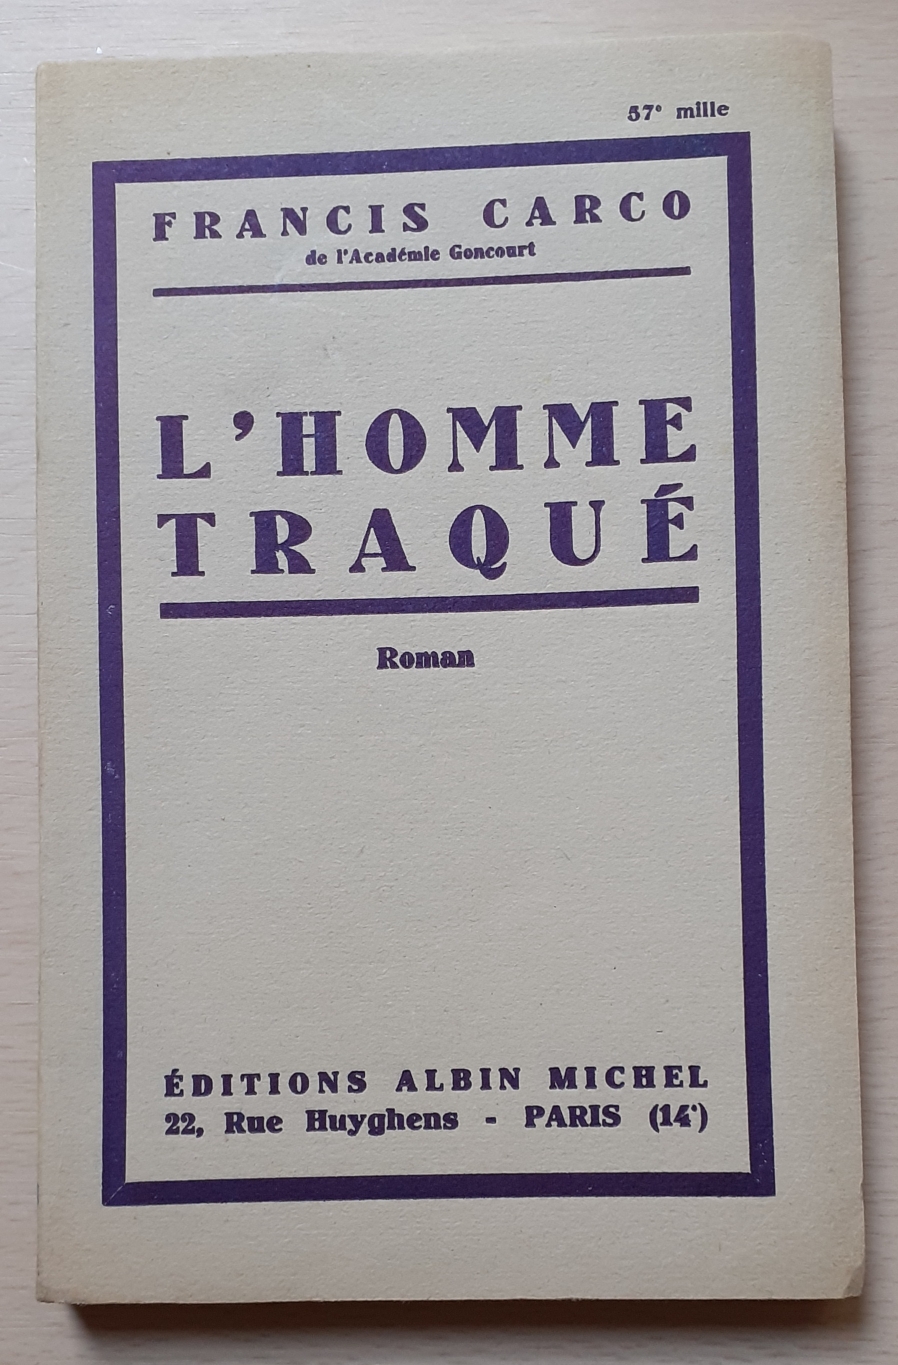 57ᵉ mille
FRANCIS CARCO
de l'Académie Goncourt
L'HOMME
TRAQUÉ
Roman
ÉDITIONS ALBIN MICHEL
22, Rue Huyghens - PARIS (14ᵉ)